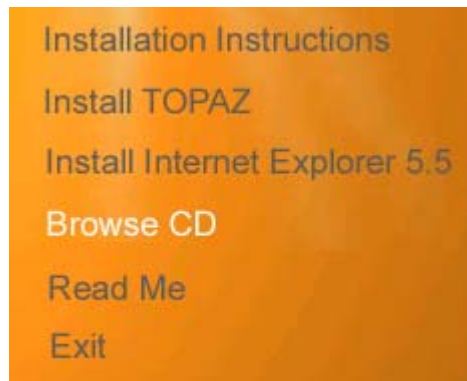 Installation Instructions
Install TOPAZ
Install Internet Explorer 5.5
Browse CD
Read Me
Exit